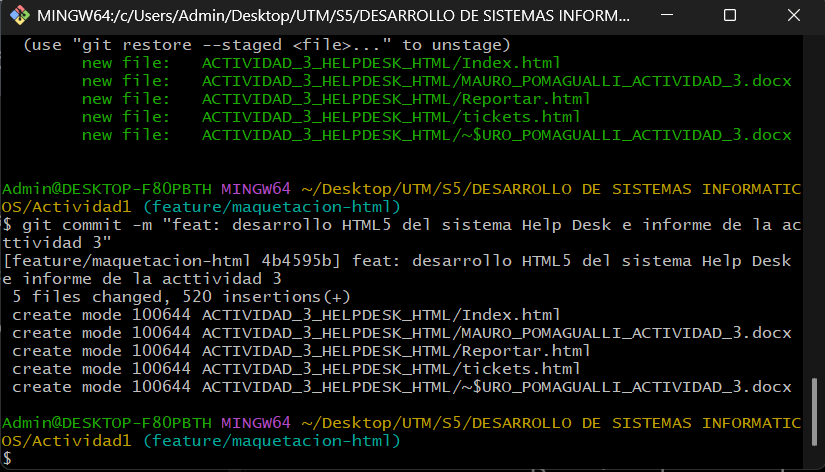 MINGW64:/c/Users/Admin/Desktop/UTM/S5/DESARROLLO DE SISTEMAS INFORM...
(use "git restore --staged <file>..." to unstage)
new file:   ACTIVIDAD_3_HELPDESK_HTML/Index.html
new file:   ACTIVIDAD_3_HELPDESK_HTML/MAURO_POMAGUALLI_ACTIVIDAD_3.docx
new file:   ACTIVIDAD_3_HELPDESK_HTML/Reportar.html
new file:   ACTIVIDAD_3_HELPDESK_HTML/tickets.html
new file:   ACTIVIDAD_3_HELPDESK_HTML/~$URO_POMAGUALLI_ACTIVIDAD_3.docx
Admin@DESKTOP-F80PBTH MINGW64 ~/Desktop/UTM/S5/DESARROLLO DE SISTEMAS INFORMATIC
OS/Actividad1 (feature/maquetacion-html)
$ git commit -m "feat: desarrollo HTML5 del sistema Help Desk e informe de la ac
ttividad 3"
[feature/maquetacion-html 4b4595b] feat: desarrollo HTML5 del sistema Help Desk
e informe de la acttividad 3
5 files changed, 520 insertions(+)
create mode 100644 ACTIVIDAD_3_HELPDESK_HTML/Index.html
create mode 100644 ACTIVIDAD_3_HELPDESK_HTML/MAURO_POMAGUALLI_ACTIVIDAD_3.docx
create mode 100644 ACTIVIDAD_3_HELPDESK_HTML/Reportar.html
create mode 100644 ACTIVIDAD_3_HELPDESK_HTML/tickets.html
create mode 100644 ACTIVIDAD_3_HELPDESK_HTML/~$URO_POMAGUALLI_ACTIVIDAD_3.docx
Admin@DESKTOP-F80PBTH MINGW64 ~/Desktop/UTM/S5/DESARROLLO DE SISTEMAS INFORMATIC
OS/Actividad1 (feature/maquetacion-html)
$